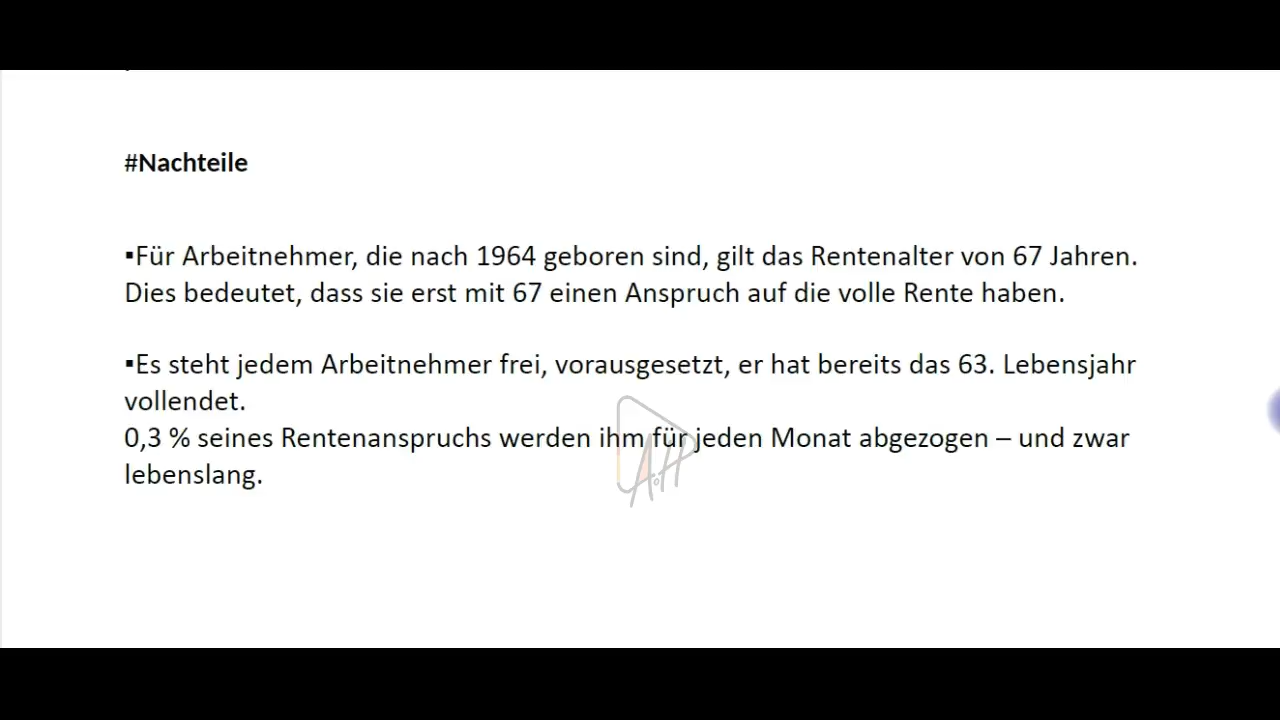 #Nachteile
▪Für Arbeitnehmer, die nach 1964 geboren sind, gilt das Rentenalter von 67 Jahren.
Dies bedeutet, dass sie erst mit 67 einen Anspruch auf die volle Rente haben.
▪Es steht jedem Arbeitnehmer frei, vorausgesetzt, er hat bereits das 63. Lebensjahr
vollendet.
0,3 % seines Rentenanspruchs werden ihm für jeden Monat abgezogen – und zwar
lebenslang.